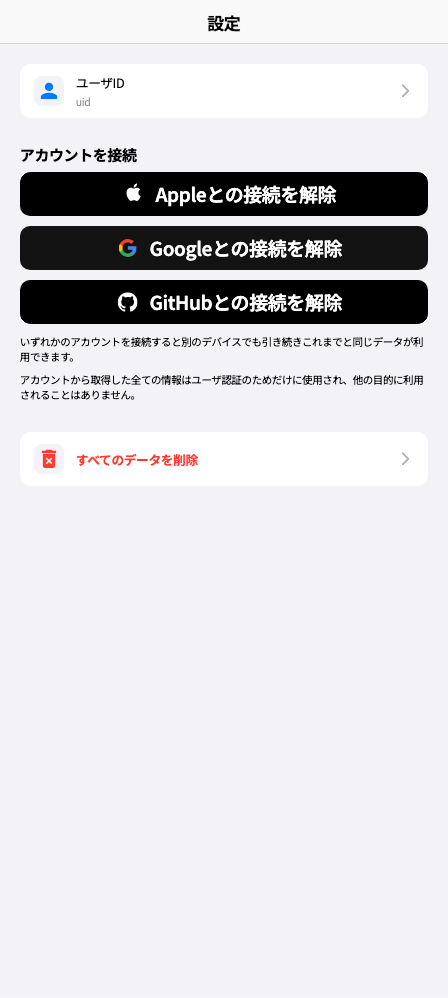 設定
ユーザID
uid
アカウントを接続
Appleとの接続を解除
Googleとの接続を解除
GitHubとの接続を解除
いずれかのアカウントを接続すると別のデバイスでも引き続きこれまでと同じデータが利
用できます。
アカウントから取得した全ての情報はユーザ認証のためだけに使用され、他の目的に利用
されることはありません。
すべてのデータを削除